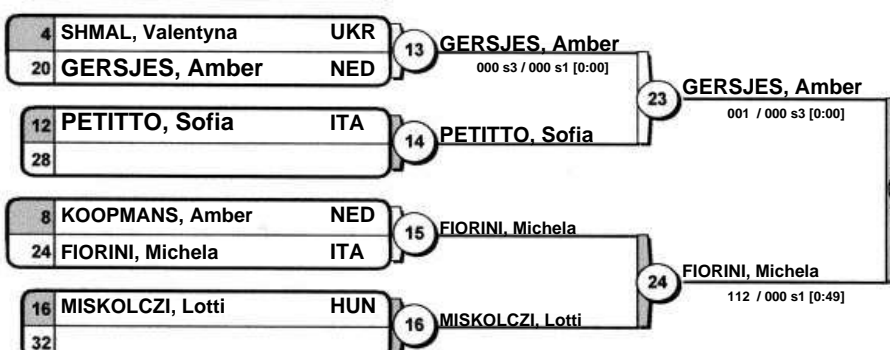 4 SHMAL, Valentyna UKR
20 GERSJES, Amber NED
13 GERSJES, Amber
000 s3 / 000 s1 [0:00]
12 PETITTO, Sofia ITA
28
14 PETITTO, Sofia
23 GERSJES, Amber
001 / 000 s3 [0:00]
8 KOOPMANS, Amber NED
24 FIORINI, Michela ITA
15 FIORINI, Michela
16 MISKOLCZI, Lotti HUN
32
16 MISKOLCZI, Lotti
24 FIORINI, Michela
112 / 000 s1 [0:49]